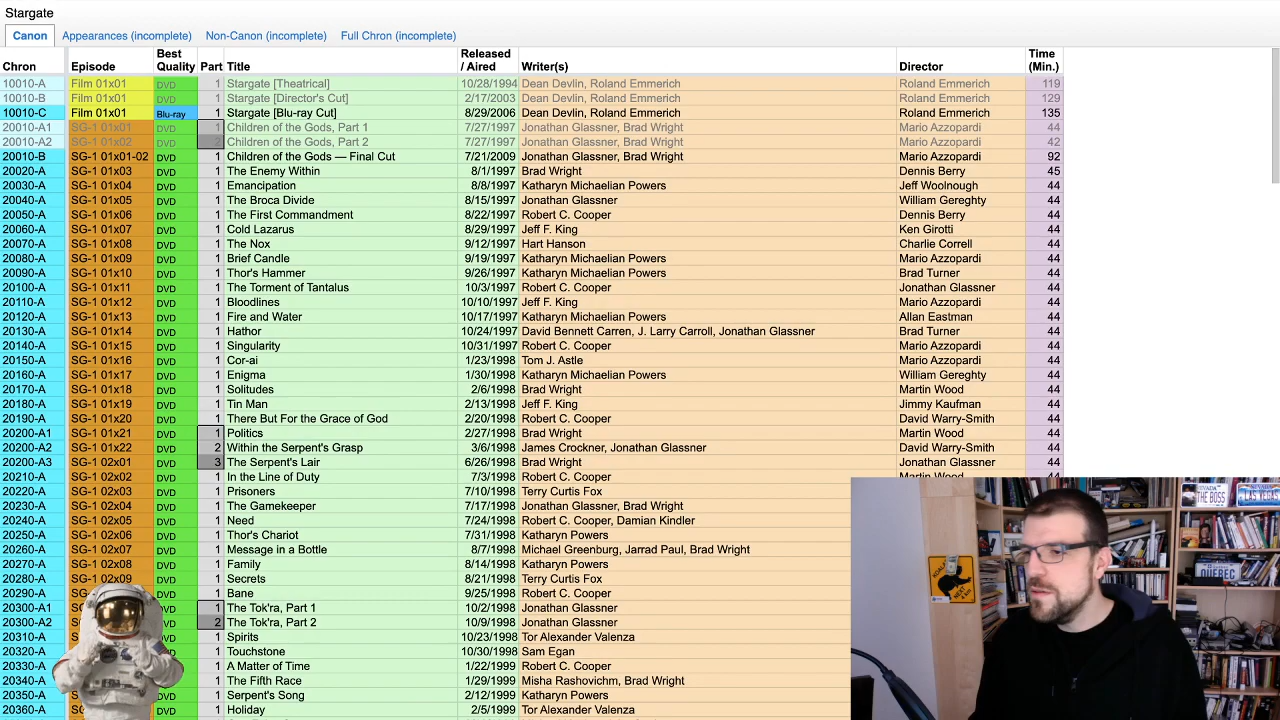 Stargate
Canon Appearances (incomplete) Non-Canon (incomplete) Full Chron (incomplete)
Chron Episode Best Quality Part Title Released / Aired Writer(s) Director Time (Min.)
10010-A Film 01x01 DVD 1 Stargate [Theatrical] 10/28/1994 Dean Devlin, Roland Emmerich Roland Emmerich 119
10010-B Film 01x01 DVD 1 Stargate [Director's Cut] 2/17/2003 Dean Devlin, Roland Emmerich Roland Emmerich 129
10010-C Film 01x01 Blu-ray 1 Stargate [Blu-ray Cut] 8/29/2006 Dean Devlin, Roland Emmerich Roland Emmerich 135
20010-A1 SG-1 01x01 DVD 1 Children of the Gods, Part 1 7/27/1997 Jonathan Glassner, Brad Wright Mario Azzopardi 44
20010-A2 SG-1 01x02 DVD 2 Children of the Gods, Part 2 7/27/1997 Jonathan Glassner, Brad Wright Mario Azzopardi 42
20010-B SG-1 01x01-02 DVD 1 Children of the Gods — Final Cut 7/21/2009 Jonathan Glassner, Brad Wright Mario Azzopardi 92
20020-A SG-1 01x03 DVD 1 The Enemy Within 8/1/1997 Brad Wright Dennis Berry 45
20030-A SG-1 01x04 DVD 1 Emancipation 8/8/1997 Katharyn Michaelian Powers Jeff Woolnough 44
20040-A SG-1 01x05 DVD 1 The Broca Divide 8/15/1997 Jonathan Glassner William Gereghty 44
20050-A SG-1 01x06 DVD 1 The First Commandment 8/22/1997 Robert C. Cooper Dennis Berry 44
20060-A SG-1 01x07 DVD 1 Cold Lazarus 8/29/1997 Jeff F. King Ken Girotti 44
20070-A SG-1 01x08 DVD 1 The Nox 9/12/1997 Hart Hanson Charlie Correll 44
20080-A SG-1 01x09 DVD 1 Brief Candle 9/19/1997 Katharyn Michaelian Powers Mario Azzopardi 44
20090-A SG-1 01x10 DVD 1 Thor's Hammer 9/26/1997 Katharyn Michaelian Powers Brad Turner 44
20100-A SG-1 01x11 DVD 1 The Torment of Tantalus 10/3/1997 Robert C. Cooper Jonathan Glassner 44
20110-A SG-1 01x12 DVD 1 Bloodlines 10/10/1997 Jeff F. King Mario Azzopardi 44
20120-A SG-1 01x13 DVD 1 Fire and Water 10/17/1997 Katharyn Michaelian Powers Allan Eastman 44
20130-A SG-1 01x14 DVD 1 Hathor 10/24/1997 David Bennett Carren, J. Larry Carroll, Jonathan Glassner Brad Turner 44
20140-A SG-1 01x15 DVD 1 Singularity 10/31/1997 Robert C. Cooper Mario Azzopardi 44
20150-A SG-1 01x16 DVD 1 Cor-ai 1/23/1998 Tom J. Astle Mario Azzopardi 44
20160-A SG-1 01x17 DVD 1 Enigma 1/30/1998 Katharyn Michaelian Powers William Gereghty 44
20170-A SG-1 01x18 DVD 1 Solitudes 2/6/1998 Brad Wright Martin Wood 44
20180-A SG-1 01x19 DVD 1 Tin Man 2/13/1998 Jeff F. King Jimmy Kaufman 44
20190-A SG-1 01x20 DVD 1 There But For the Grace of God 2/20/1998 Robert C. Cooper David Warry-Smith 44
20200-A1 SG-1 01x21 DVD 1 Politics 2/27/1998 Brad Wright Martin Wood 44
20200-A2 SG-1 01x22 DVD 2 Within the Serpent's Grasp 3/6/1998 James Crockner, Jonathan Glassner David Warry-Smith 44
20200-A3 SG-1 02x01 DVD 3 The Serpent's Lair 6/26/1998 Brad Wright Jonathan Glassner 44
20210-A SG-1 02x02 DVD 1 In the Line of Duty 7/3/1998 Robert C. Cooper Martin Wood 44
20220-A SG-1 02x03 DVD 1 Prisoners 7/10/1998 Terry Curtis Fox
20230-A SG-1 02x04 DVD 1 The Gamekeeper 7/17/1998 Jonathan Glassner, Brad Wright
20240-A SG-1 02x05 DVD 1 Need 7/24/1998 Robert C. Cooper, Damian Kindler
20250-A SG-1 02x06 DVD 1 Thor's Chariot 7/31/1998 Katharyn Powers
20260-A SG-1 02x07 DVD 1 Message in a Bottle 8/7/1998 Michael Greenburg, Jarrad Paul, Brad Wright
20270-A SG-1 02x08 DVD 1 Family 8/14/1998 Katharyn Powers
20280-A SG-1 02x09 DVD 1 Secrets 8/21/1998 Terry Curtis Fox
20290-A DVD 1 Bane 9/25/1998 Robert C. Cooper
20300-A1 DVD 1 The Tok'ra, Part 1 10/2/1998 Jonathan Glassner
20300-A2 DVD 2 The Tok'ra, Part 2 10/9/1998 Jonathan Glassner
20310-A DVD 1 Spirits 10/23/1998 Tor Alexander Valenza
20320-A DVD 1 Touchstone 10/30/1998 Sam Egan
20330-A 1 A Matter of Time 1/22/1999 Robert C. Cooper
20340-A 1 The Fifth Race 1/29/1999 Misha Rashovichm, Brad Wright
20350-A DVD 1 Serpent's Song 2/12/1999 Katharyn Powers
20360-A DVD 1 Holiday 2/5/1999 Tor Alexander Valenza
THE BOSS
LAS VEGAS
QUEBEC